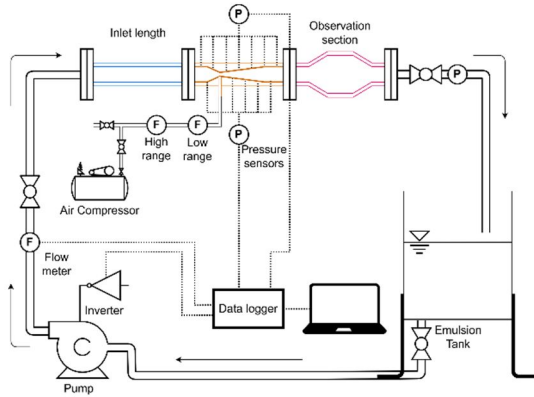 P
Inlet length
Observation
section
P
F
F
High
range
Low
range
P
Pressure
sensors
Air Compressor
F
Flow
meter
Inverter
Data logger
C
Pump
Emulsion
Tank